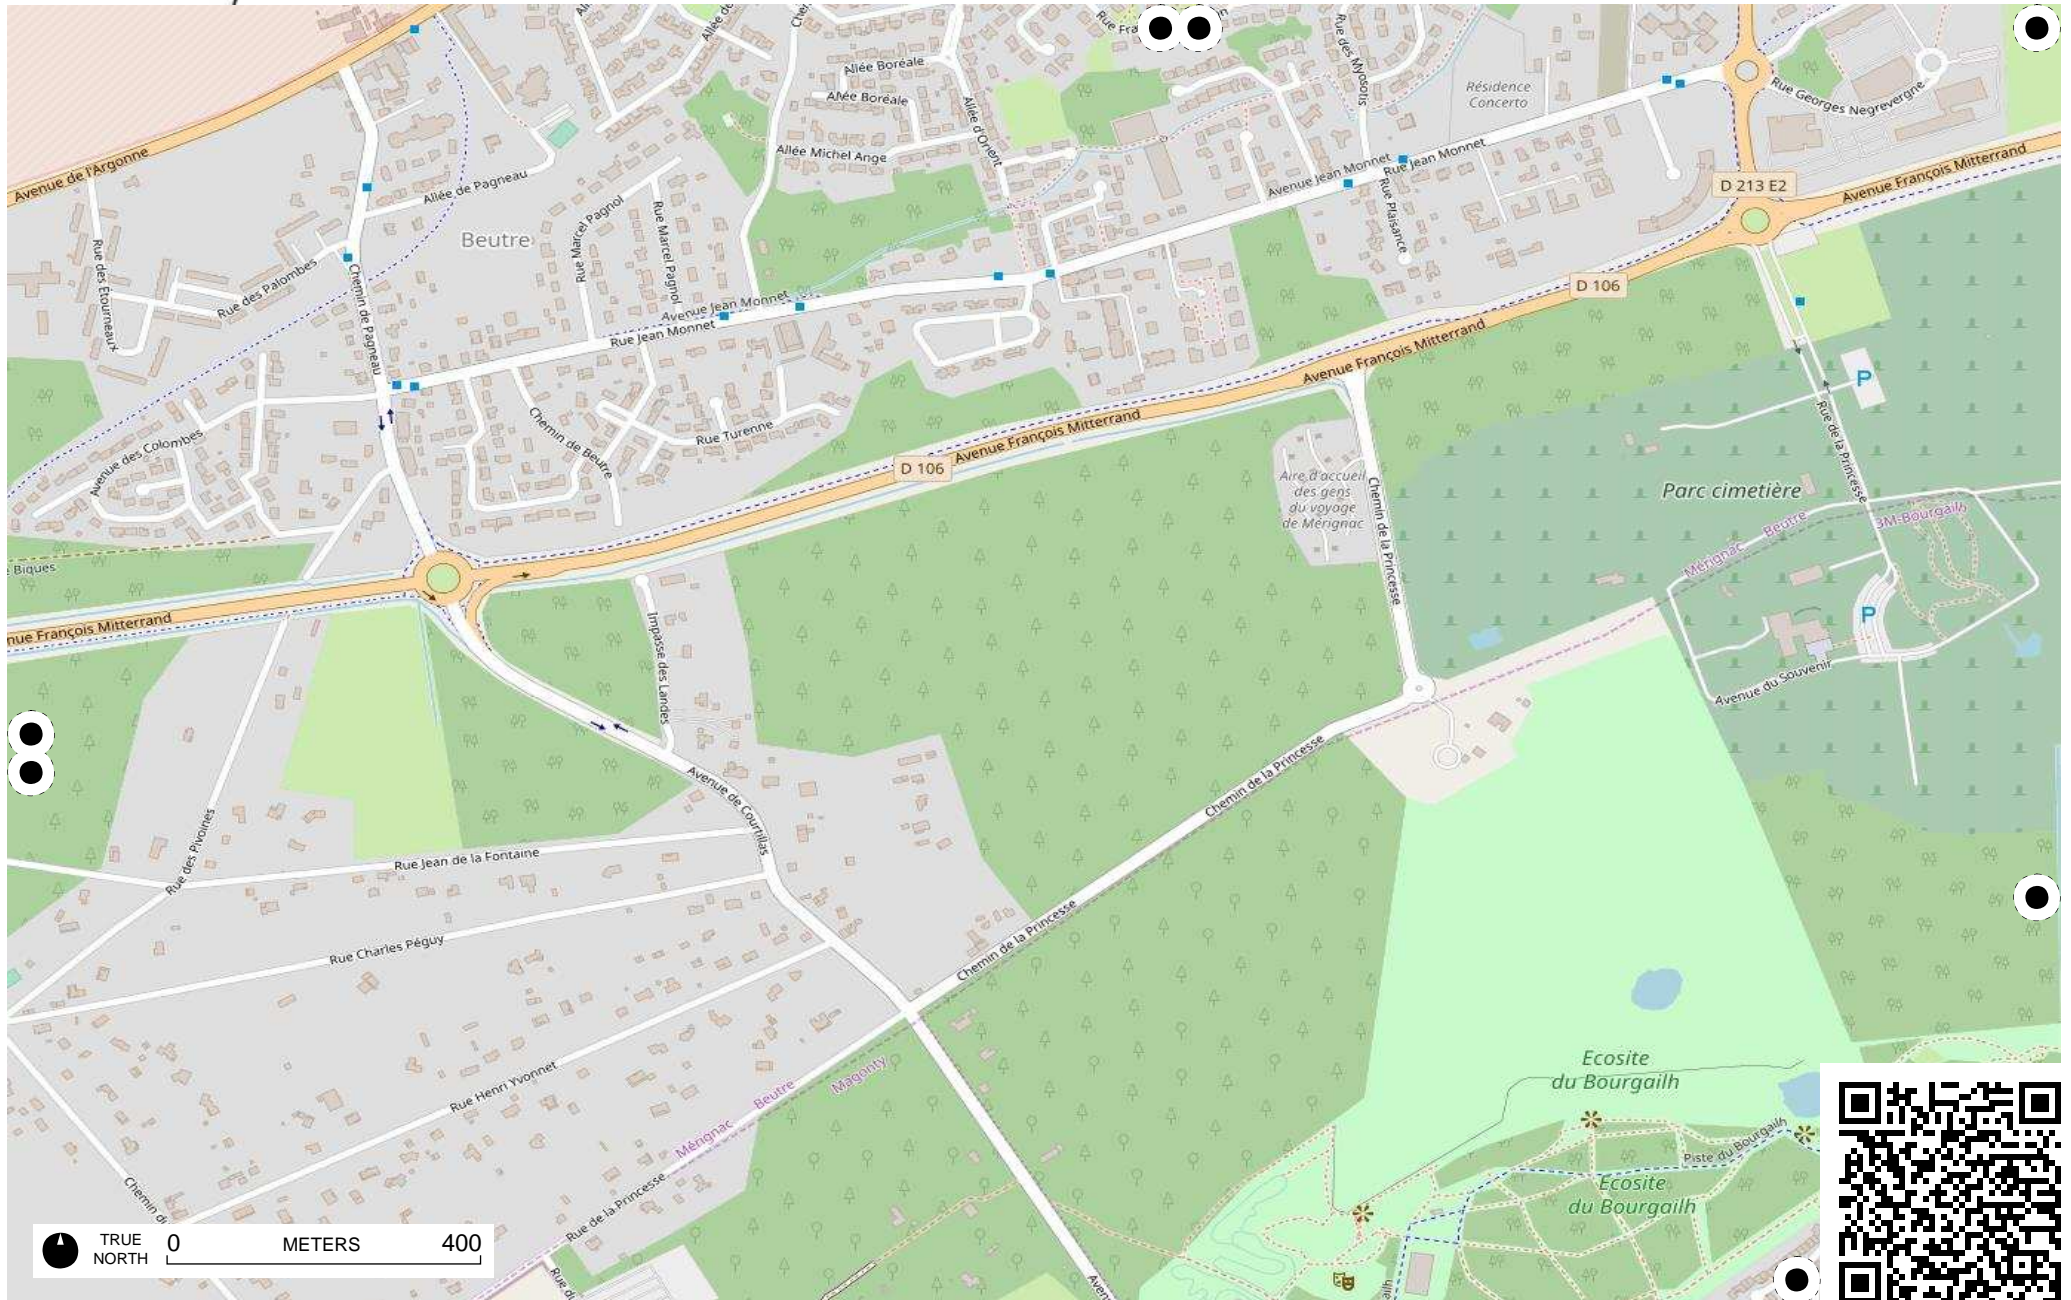 Rue des Myosotis
Allée Boréale
Résidence
Concerto
Rue Georges Negrevergne
Allée Boréale
Allée d'Orient
Avenue de l'Argonne
Allée Michel Ange
Rue Jean Monnet
Avenue François Mitterrand
Allée de Pagneau
Avenue Jean Monnet
D 213 E2
Rue Marcel Pagnol
Rue Marcel Pagnol
Rue Plaisance
Beutre
Rue des Étourneaux
Rue des Palombes
Chemin de Pagneau
D 106
Avenue Jean Monnet
Rue Jean Monnet
Avenue François Mitterrand
P
Chemin de Beutre
Rue Turenne
Avenue François Mitterrand
Rue de la Princesse
Avenue des Colombes
D 106
Aire d'accueil
des gens
du voyage
de Mérignac
Chemin de la Princesse
Parc cimetière
Mérignac
Beutre
3M-Bourgailh
Biques
P
nue François Mitterrand
Impasse des Landes
Avenue du Souvenir
Avenue de Courtillas
Chemin de la Princesse
Rue des Pivoines
Rue Jean de la Fontaine
Rue Charles Péguy
Chemin de la Princesse
Rue Henri Yvonnet
Mérignac
Beutre
Magonty
Ecosite
du Bourgailh
Piste du Bourgailh
Ecosite
du Bourgailh
Rue de la Princesse
TRUE
NORTH
0 METERS 400